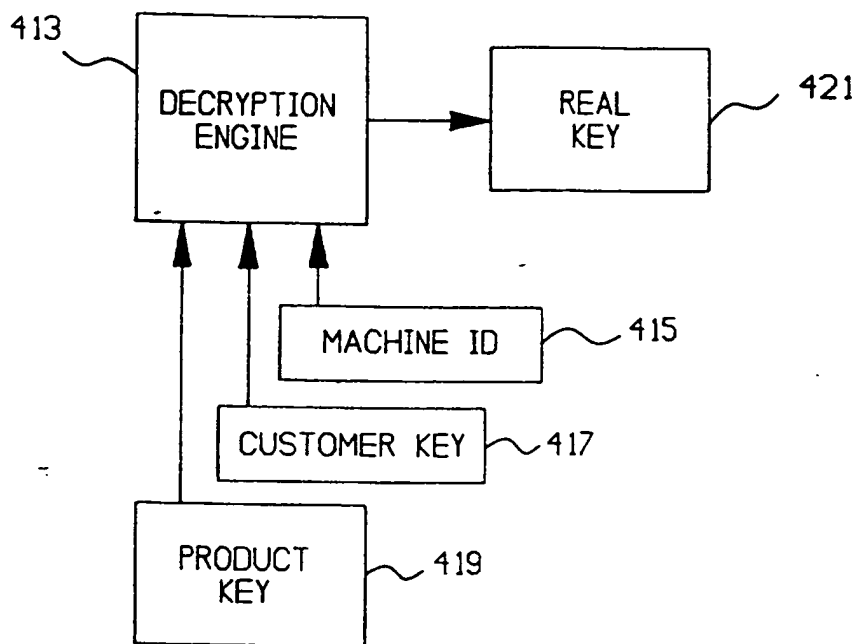 413
DECRYPTION
ENGINE
REAL
KEY
421
MACHINE ID
415
CUSTOMER KEY
417
PRODUCT
KEY
419